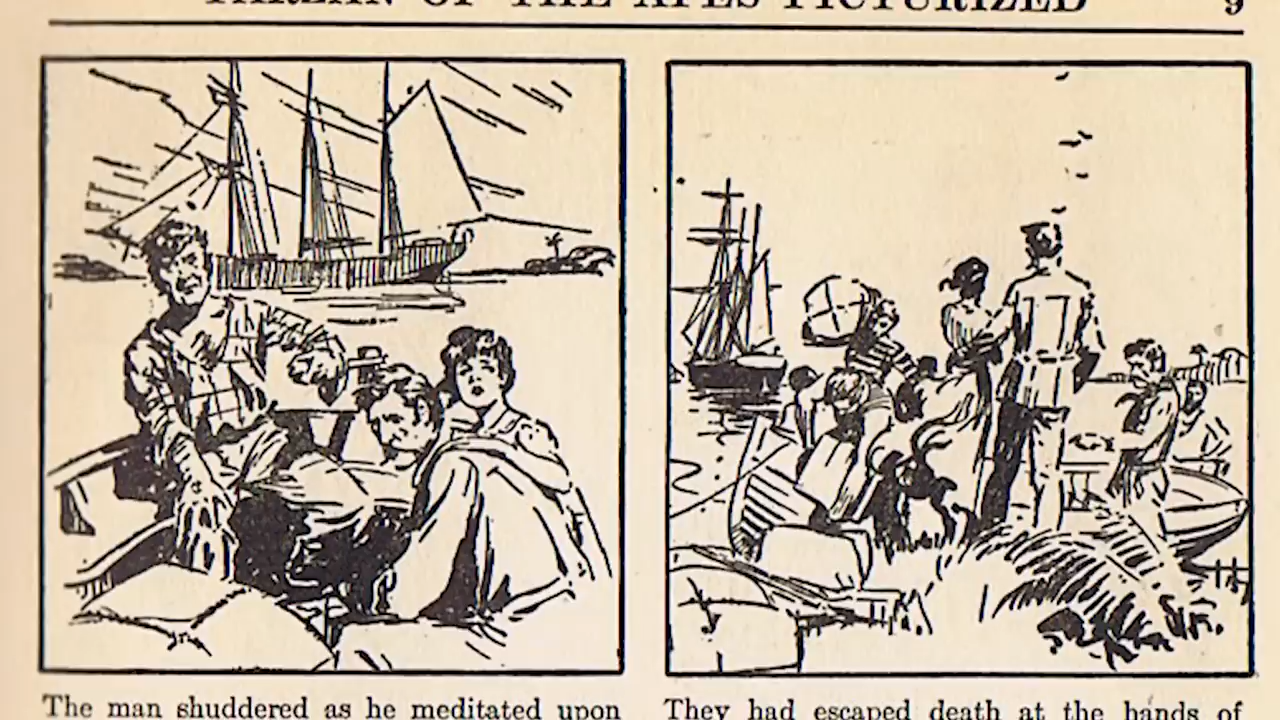 TARZAN OF THE APES PICTURIZED 9
The man shuddered as he meditated upon
They had escaped death at the hands of